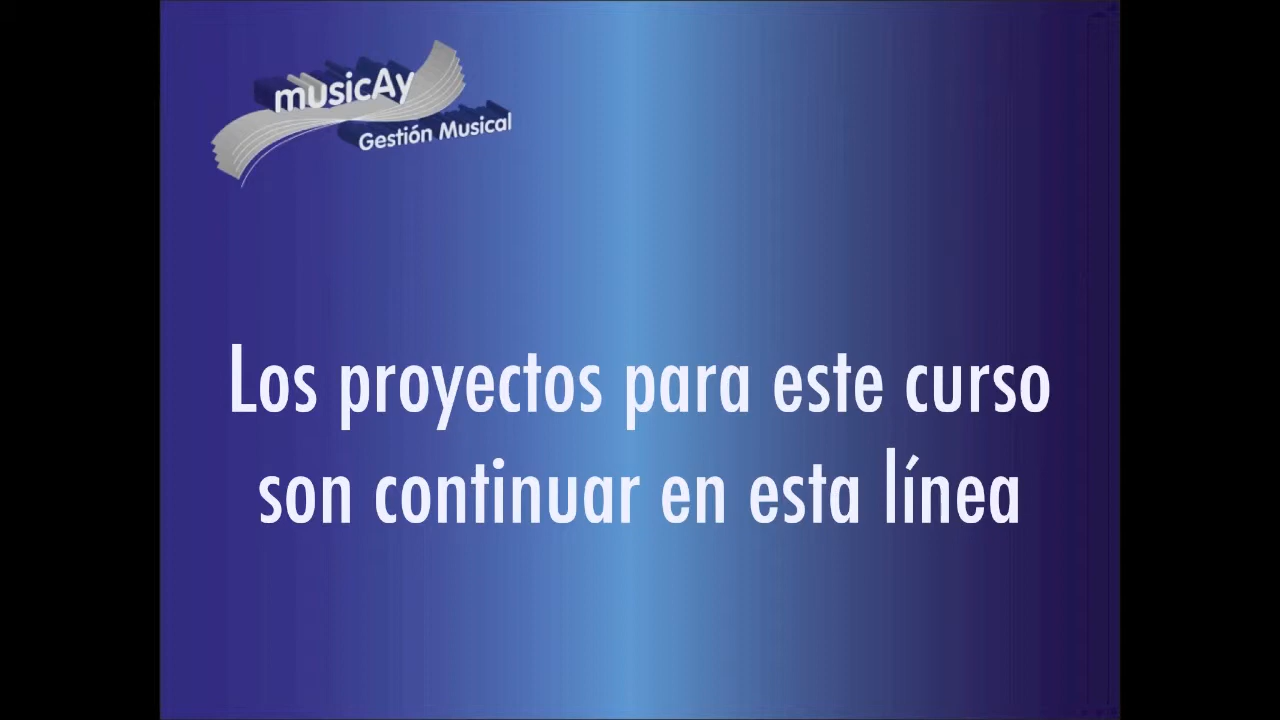 musicAy
Gestión Musical
Los proyectos para este curso
son continuar en esta línea